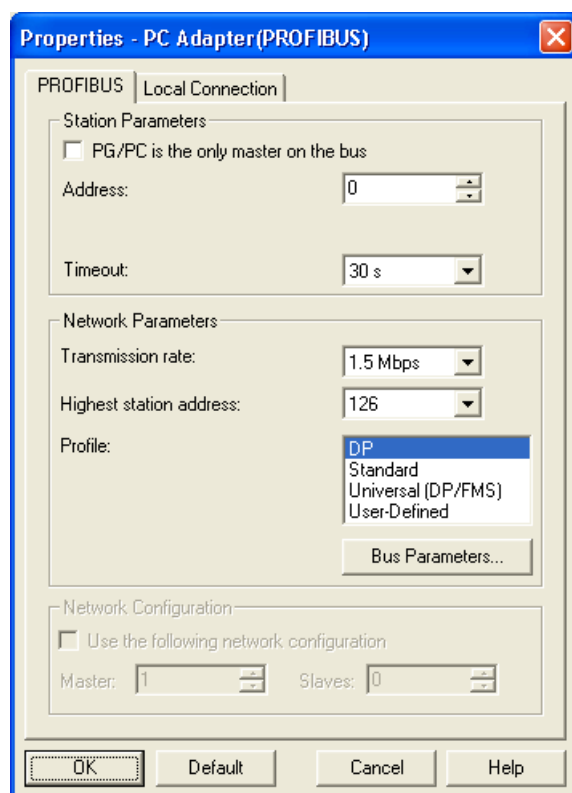 Properties - PC Adapter(PROFIBUS)
PROFIBUS Local Connection
Station Parameters
PG/PC is the only master on the bus
Address: 0
Timeout: 30 s
Network Parameters
Transmission rate: 1.5 Mbps
Highest station address: 126
Profile: DP
Standard
Universal (DP/FMS)
User-Defined
Bus Parameters...
Network Configuration
Use the following network configuration
Master: 1 Slaves: 0
OK Default Cancel Help